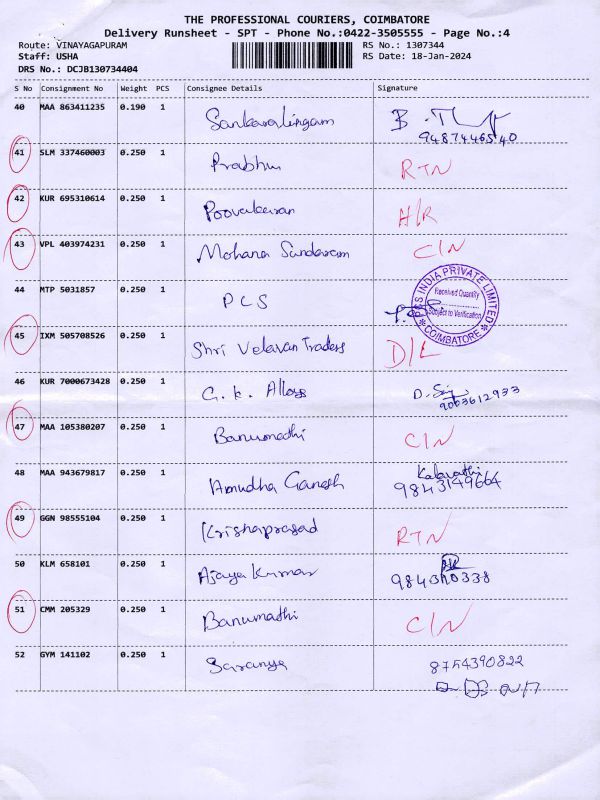 THE PROFESSIONAL COURIERS, COIMBATORE
Delivery Runsheet - SPT - Phone No.:0422-3505555 - Page No.:4
Route: VINAYAGAPURAM RS No.: 1307344
Staff: USHA RS Date: 18-Jan-2024
DRS No.: DCJB130734404
S No Consignment No Weight PCS Consignee Details Signature
40 MAA 863411235 0.190 1 Sankaralingam
9487446540
41 SLM 337460003 0.250 1 Prabhu RTN
42 KUR 695310614 0.250 1 Poovakaran H/R
43 VPL 403974231 0.250 1 Mohana Sundaram C/N
44 MTP 5031857 0.250 1 PCS
INDIA PRIVATE LIMITED
Received Quantity
Subject to Verification
COIMBATORE
45 IXM 505708526 0.250 1 Shri Velavan Traders D/L
46 KUR 7000673428 0.250 1 G.K. Alloys
9003612933
47 MAA 105380207 0.250 1 Banumathi C/N
48 MAA 943679817 0.250 1 Amudha Ganesh Kalavathi
9843149664
49 GGN 98555104 0.250 1 Krishaprasad RTN
50 KLM 658101 0.250 1 Ajaya Kumar
51 CMM 205329 0.250 1 Banumathi C/N
52 GYM 141102 0.250 1 Saranya 8754390822